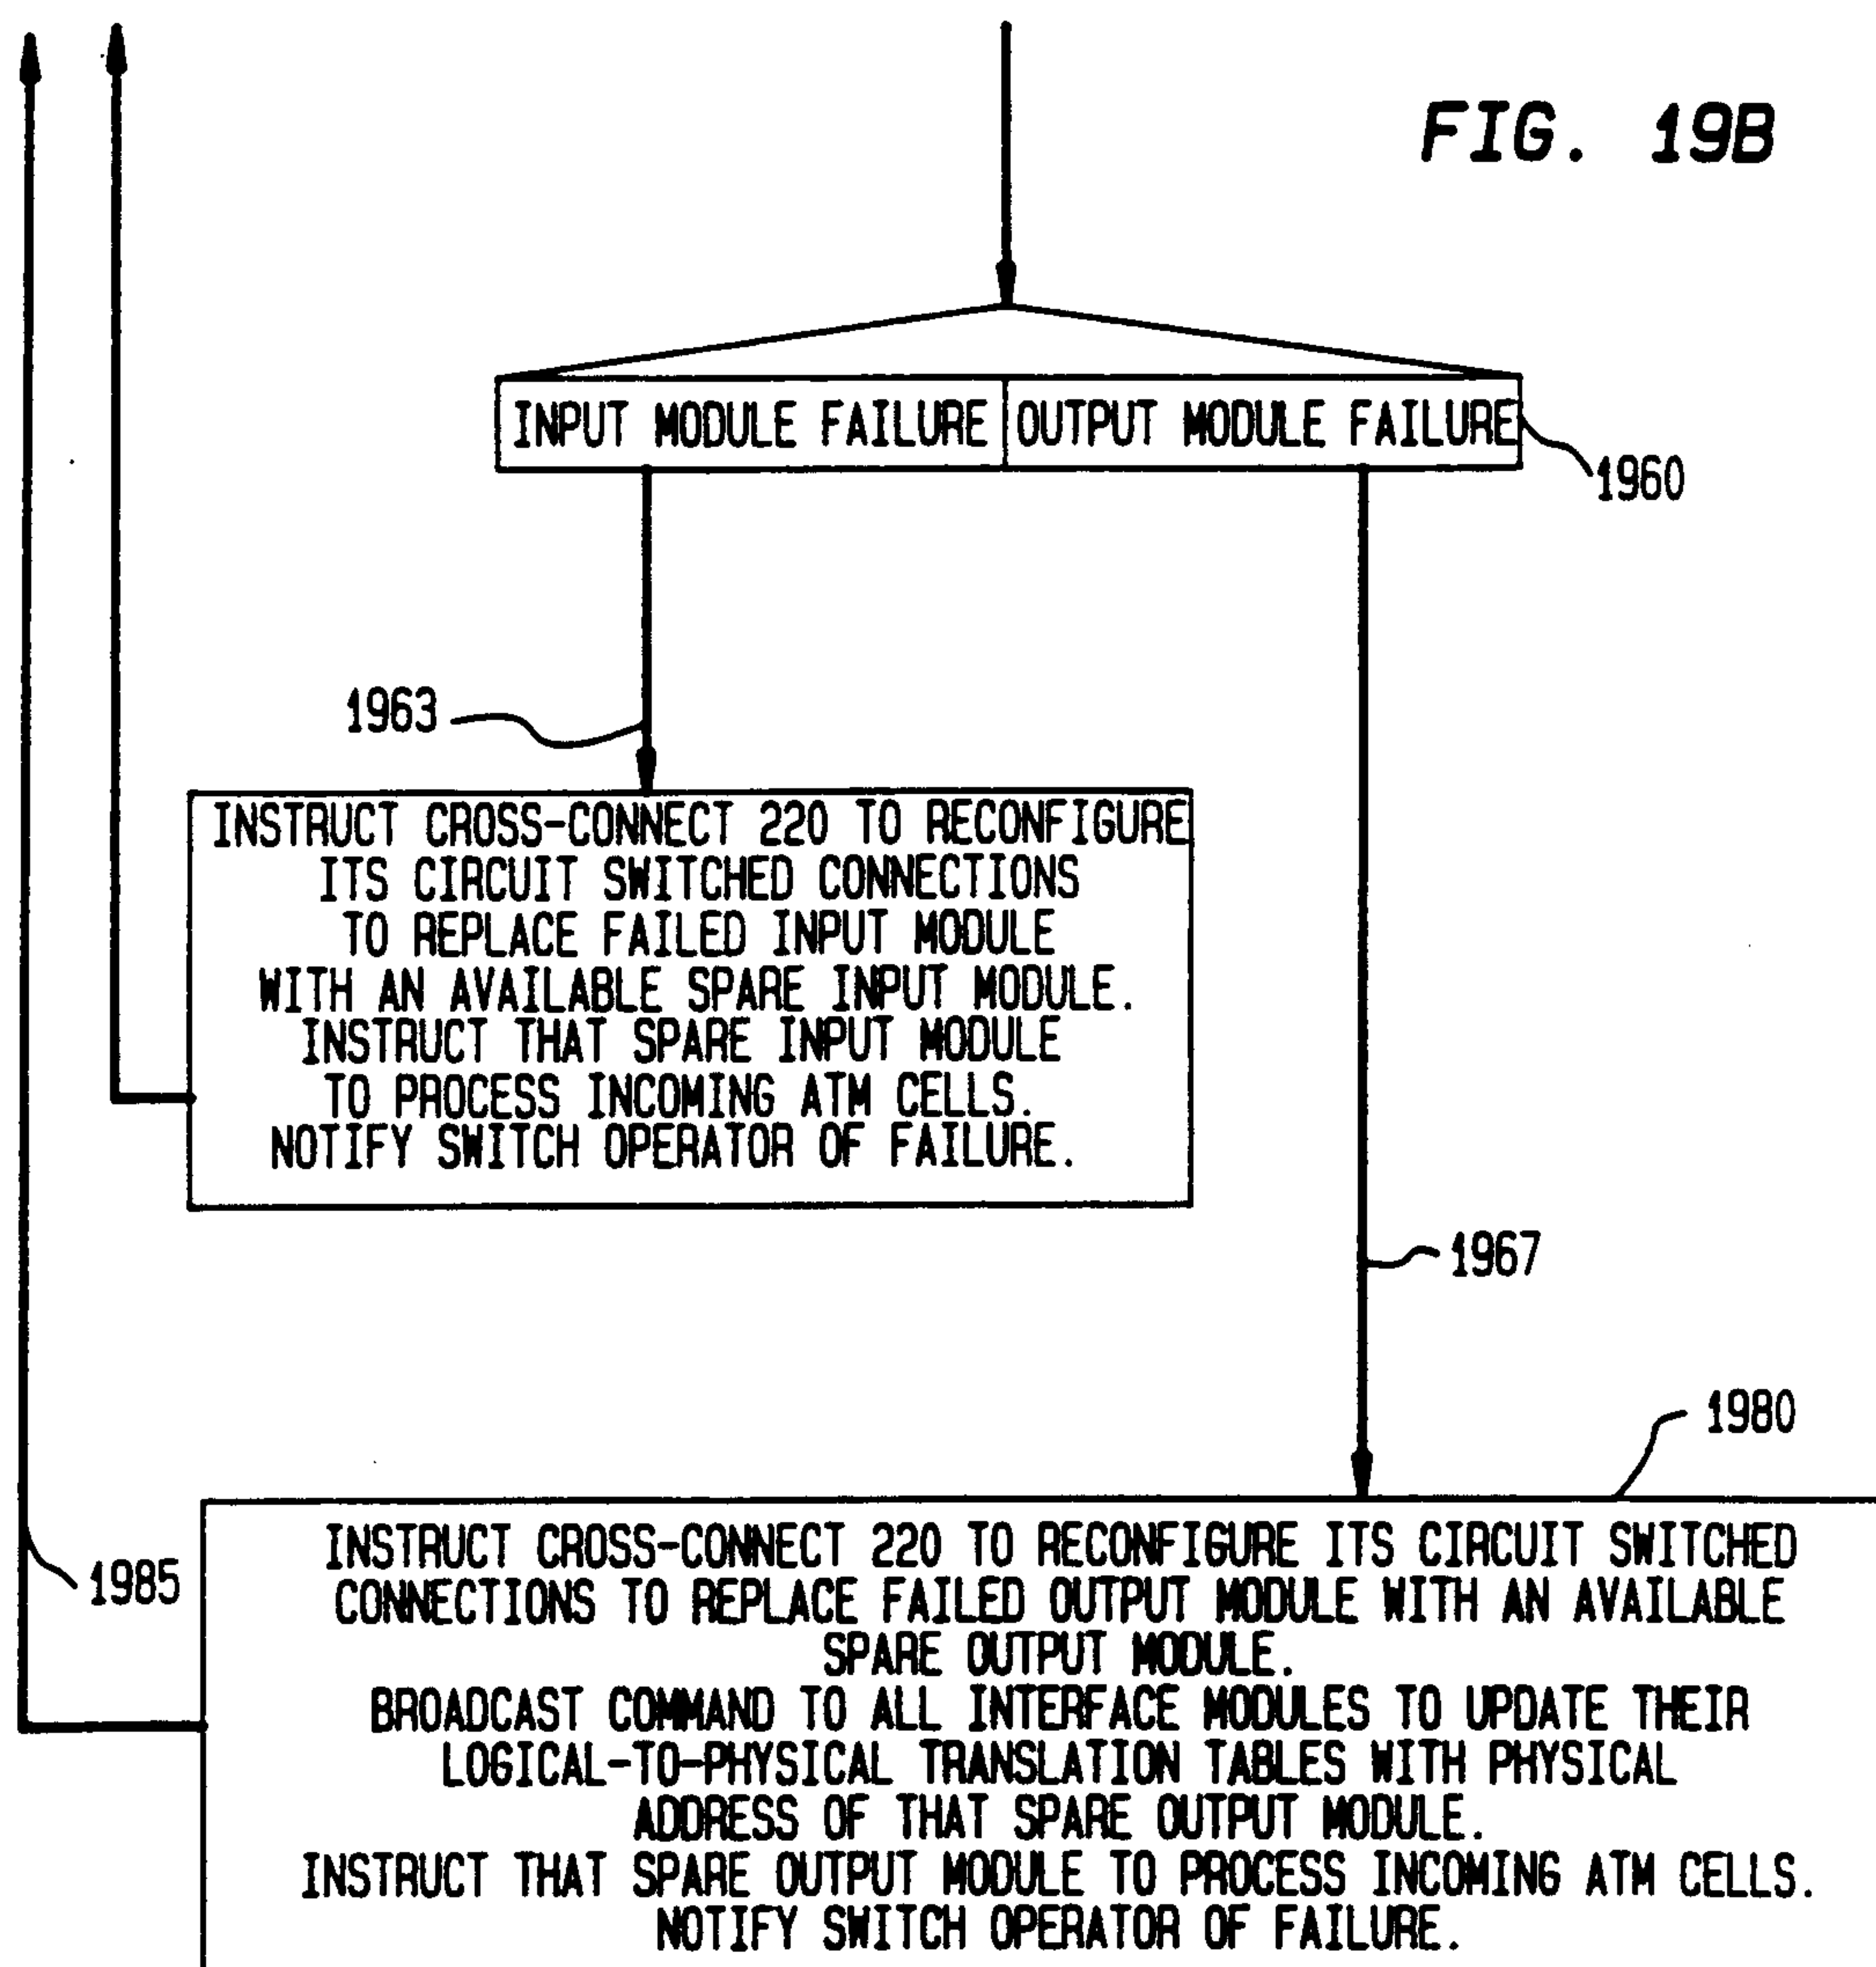 FIG. 19B
INPUT MODULE FAILURE OUTPUT MODULE FAILURE
1960
1963
INSTRUCT CROSS-CONNECT 220 TO RECONFIGURE
ITS CIRCUIT SWITCHED CONNECTIONS
TO REPLACE FAILED INPUT MODULE
WITH AN AVAILABLE SPARE INPUT MODULE.
INSTRUCT THAT SPARE INPUT MODULE
TO PROCESS INCOMING ATM CELLS.
NOTIFY SWITCH OPERATOR OF FAILURE.
1967
1980
1985
INSTRUCT CROSS-CONNECT 220 TO RECONFIGURE ITS CIRCUIT SWITCHED
CONNECTIONS TO REPLACE FAILED OUTPUT MODULE WITH AN AVAILABLE
SPARE OUTPUT MODULE.
BROADCAST COMMAND TO ALL INTERFACE MODULES TO UPDATE THEIR
LOGICAL-TO-PHYSICAL TRANSLATION TABLES WITH PHYSICAL
ADDRESS OF THAT SPARE OUTPUT MODULE.
INSTRUCT THAT SPARE OUTPUT MODULE TO PROCESS INCOMING ATM CELLS.
NOTIFY SWITCH OPERATOR OF FAILURE.